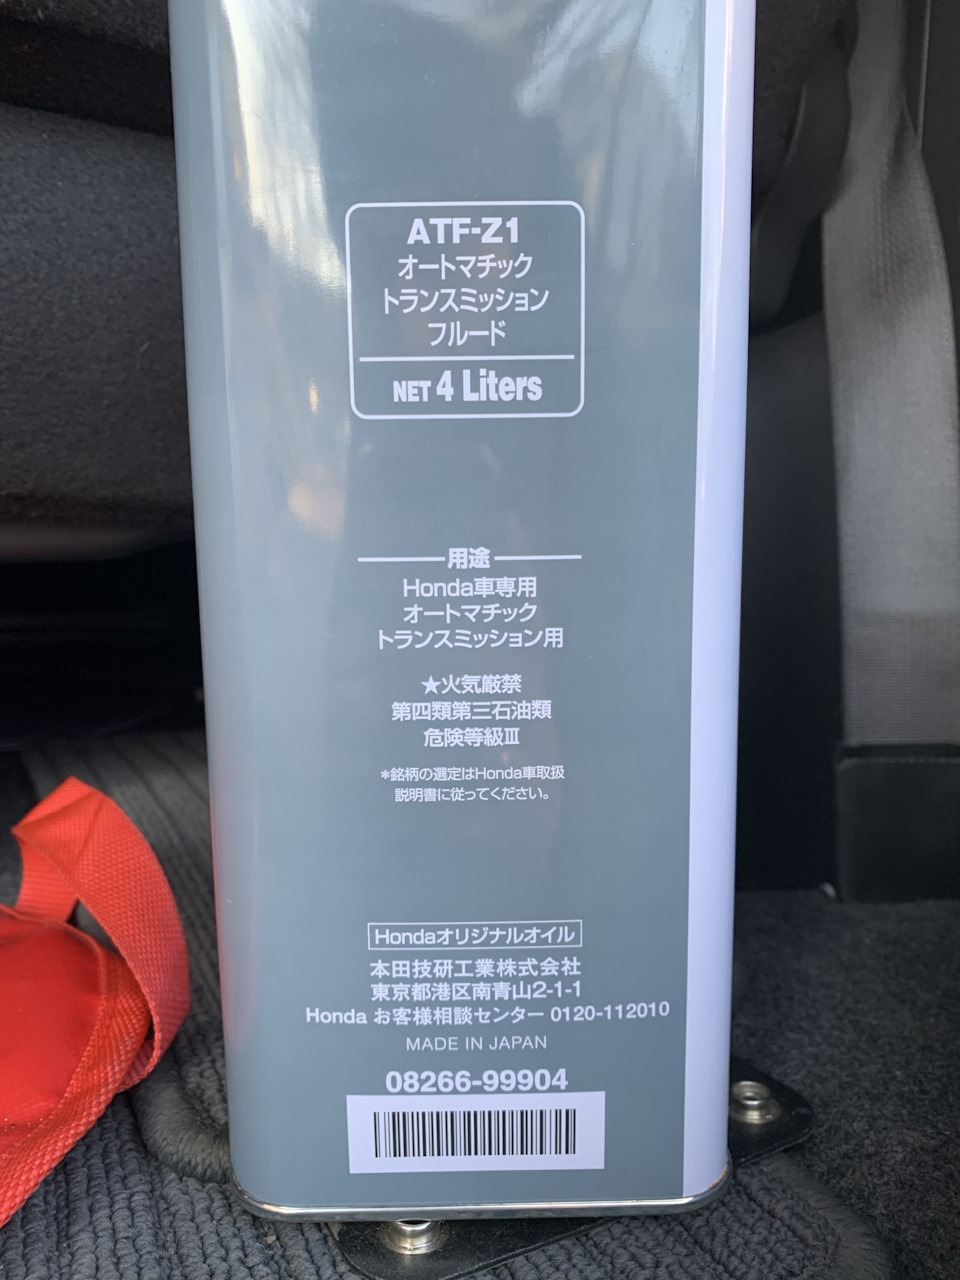 ATF-Z1
オートマチック
トランスミッション
フルード
NET 4 Liters
用途
Honda車専用
オートマチック
トランスミッション用
★火気厳禁
第四類第三石油類
危険等級Ⅲ
*銘柄の選定はHonda車取扱
説明書に従ってください。
Hondaオリジナルオイル
本田技研工業株式会社
東京都港区南青山2-1-1
Honda お客様相談センター 0120-112010
MADE IN JAPAN
08266-99904